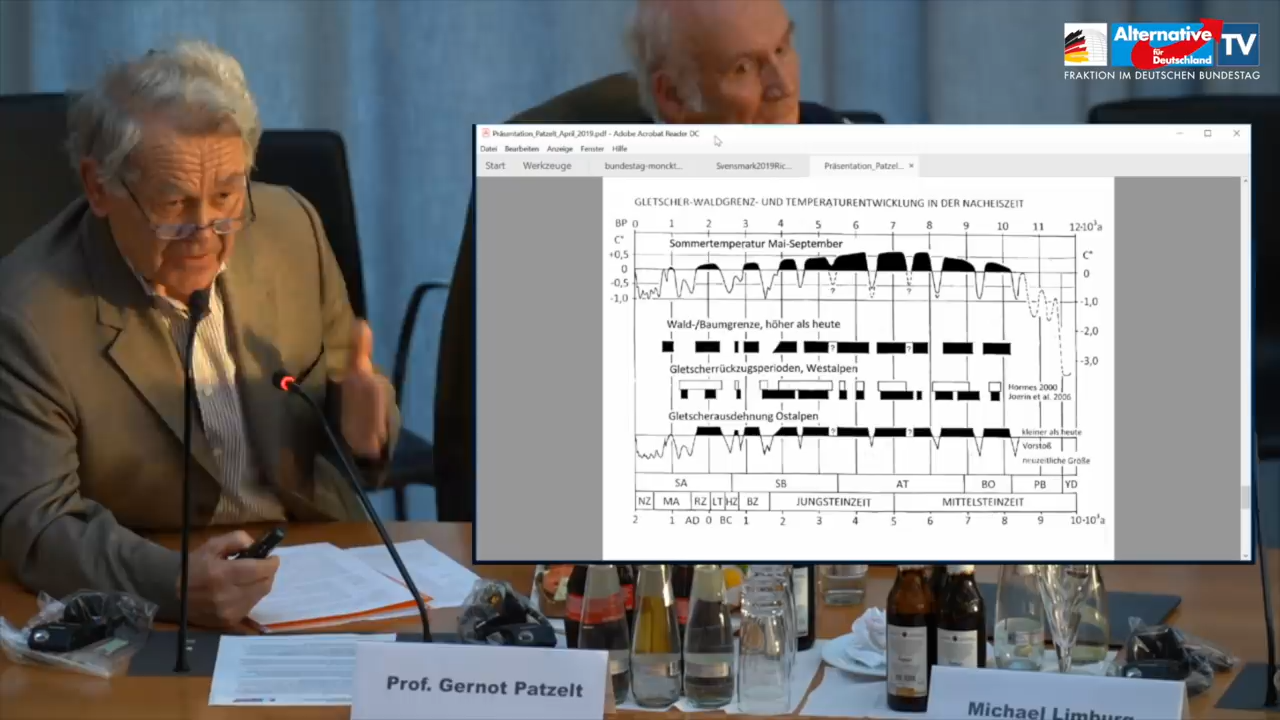 Alternative
für
Deutschland
TV
FRAKTION IM DEUTSCHEN BUNDESTAG
Präsentation_Patzelt_April_2019.pdf - Adobe Acrobat Reader DC
Datei Bearbeiten Anzeige Fenster Hilfe
Start Werkzeuge bundestag-monckt... Svensmark2019Ric... Präsentation_Patzel... ×
GLETSCHER-WALDGRENZ- UND TEMPERATURENTWICKLUNG IN DER NACHEISZEIT
BP 0 1 2 3 4 5 6 7 8 9 10 11 12·10³a
C° Sommertemperatur Mai-September
+0,5 C°
0 0
-0,5 ? ?
-1,0 -1,0
Wald-/Baumgrenze, höher als heute -2,0
? ?
Gletscherrückzugsperioden, Westalpen -3,0
Hormes 2000
Joerin et al. 2006
Gletscherausdehnung Ostalpen
? ? kleiner als heute
Vorstoß
neuzeitliche Größe
SA SB AT BO PB YD
NZ MA RZ LT HZ BZ JUNGSTEINZEIT MITTELSTEINZEIT
2 1 AD 0 BC 1 2 3 4 5 6 7 8 9 10·10³a
Prof. Gernot Patzelt
Michael Limburg